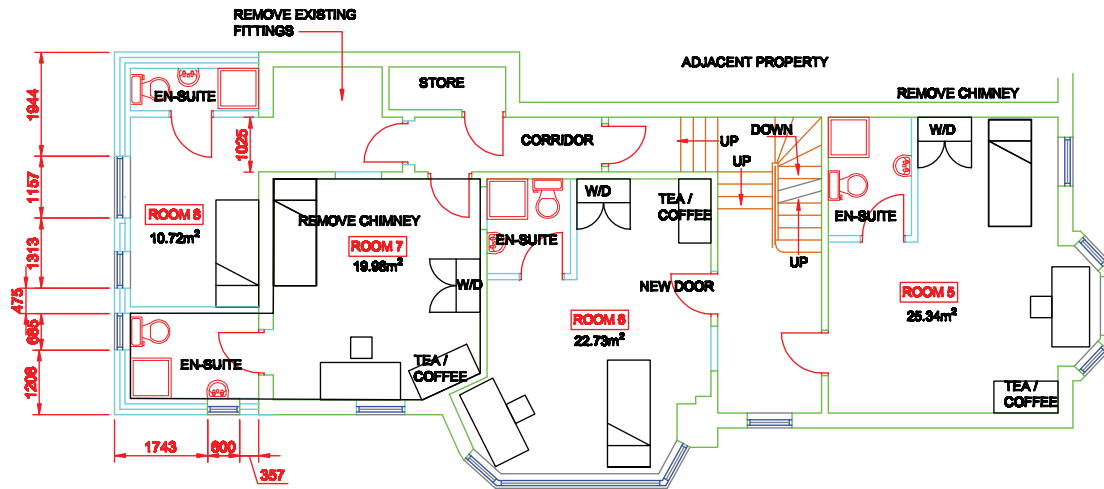 REMOVE EXISTING
FITTINGS
ADJACENT PROPERTY
STORE
REMOVE CHIMNEY
EN-SUITE
CORRIDOR
UP
DOWN
UP
W/D
1944
1025
1157
1313
475
685
1208
ROOM 8
10.72m²
REMOVE CHIMNEY
ROOM 7
19.98m²
W/D
EN-SUITE
TEA /
COFFEE
EN-SUITE
W/D
TEA /
COFFEE
NEW DOOR
ROOM 6
22.73m²
UP
EN-SUITE
ROOM 5
25.34m²
TEA /
COFFEE
1743
600
357